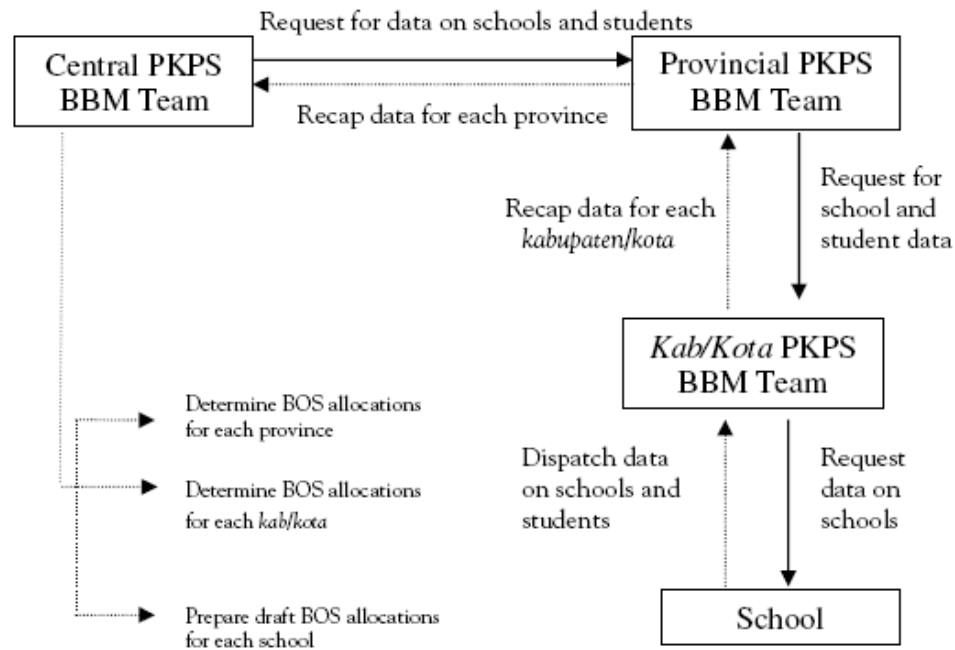 Request for data on schools and students
Central PKPS
BBM Team
Provincial PKPS
BBM Team
Recap data for each province
Recap data for each
kabupaten/kota
Request for
school and
student data
Kab/Kota PKPS
BBM Team
Determine BOS allocations
for each province
Determine BOS allocations
for each kab/kota
Prepare draft BOS allocations
for each school
Dispatch data
on schools and
students
Request
data on
schools
School